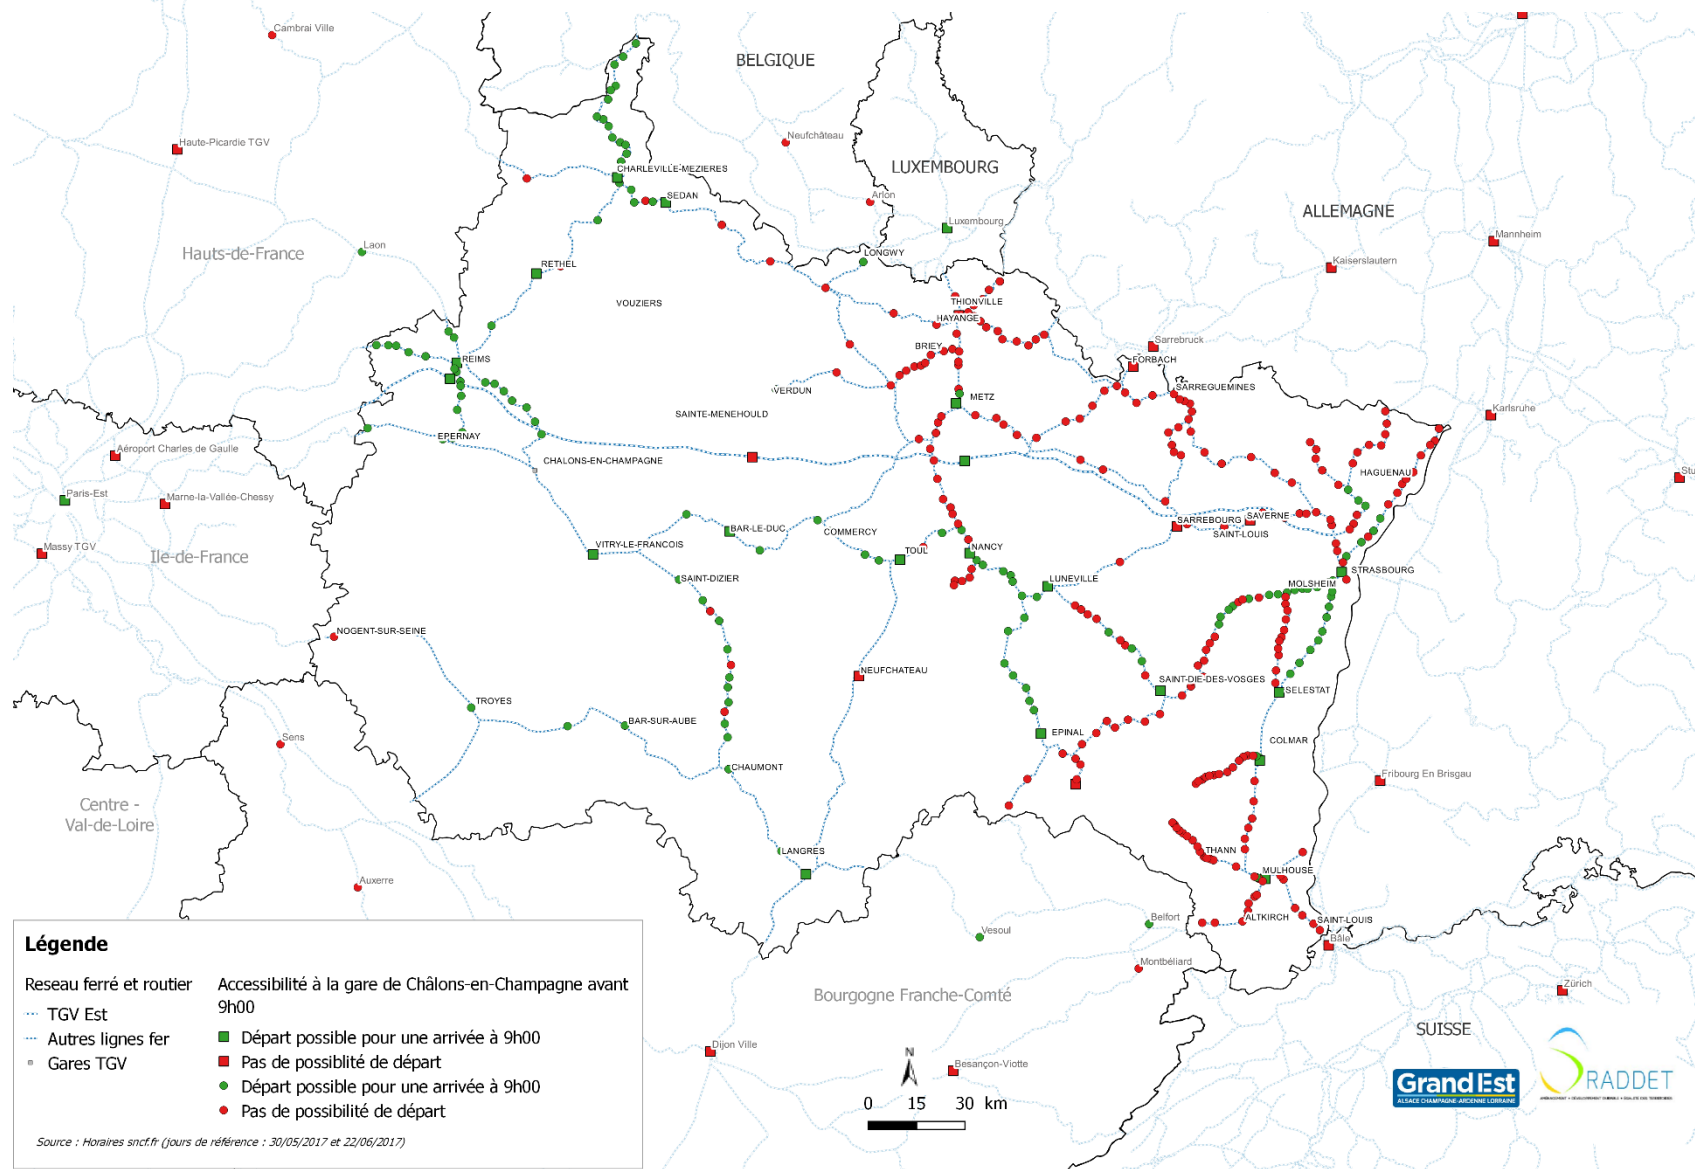 Cambrai Ville
BELGIQUE
Haute-Picardie TGV
Neufchâteau
CHARLEVILLE-MEZIERES
LUXEMBOURG
SEDAN
Arlon
ALLEMAGNE
Luxembourg
Mannheim
Laon
Hauts-de-France
LONGWY
Kaiserslautern
RETHEL
VOUZIERS
THIONVILLE
HAYANGE
BRIEY
Sarrebruck
FORBACH
REIMS
SARREGUEMINES
VERDUN
METZ
SAINTE-MENEHOULD
Karlsruhe
EPERNAY
Aéroport Charles de Gaulle
CHALONS-EN-CHAMPAGNE
HAGUENAU
Stu
Paris-Est
Marne-la-Vallée-Chessy
SARREBOURG
SAVERNE
BAR-LE-DUC
COMMERCY
SAINT-LOUIS
Massy TGV
Ile-de-France
VITRY-LE-FRANCOIS
TOUL
NANCY
STRASBOURG
SAINT-DIZIER
LUNEVILLE
MOLSHEIM
NOGENT-SUR-SEINE
NEUFCHATEAU
SAINT-DIE-DES-VOSGES
SELESTAT
TROYES
BAR-SUR-AUBE
EPINAL
Sens
COLMAR
CHAUMONT
Fribourg En Brisgau
Centre -
Val-de-Loire
LANGRES
THANN
MULHOUSE
Auxerre
ALTKIRCH
SAINT-LOUIS
Belfort
Vesoul
Bâle
Montbéliard
Zürich
Bourgogne Franche-Comté
SUISSE
Dijon Ville
Besançon-Viotte
Légende
Reseau ferré et routier
TGV Est
Autres lignes fer
Gares TGV
Accessibilité à la gare de Châlons-en-Champagne avant
9h00
Départ possible pour une arrivée à 9h00
Pas de possiblité de départ
Départ possible pour une arrivée à 9h00
Pas de possibilité de départ
Source : Horaires sncf.fr (jours de référence : 30/05/2017 et 22/06/2017)
N
0 15 30 km
GrandEst
ALSACE CHAMPAGNE-ARDENNE LORRAINE
SRADDET